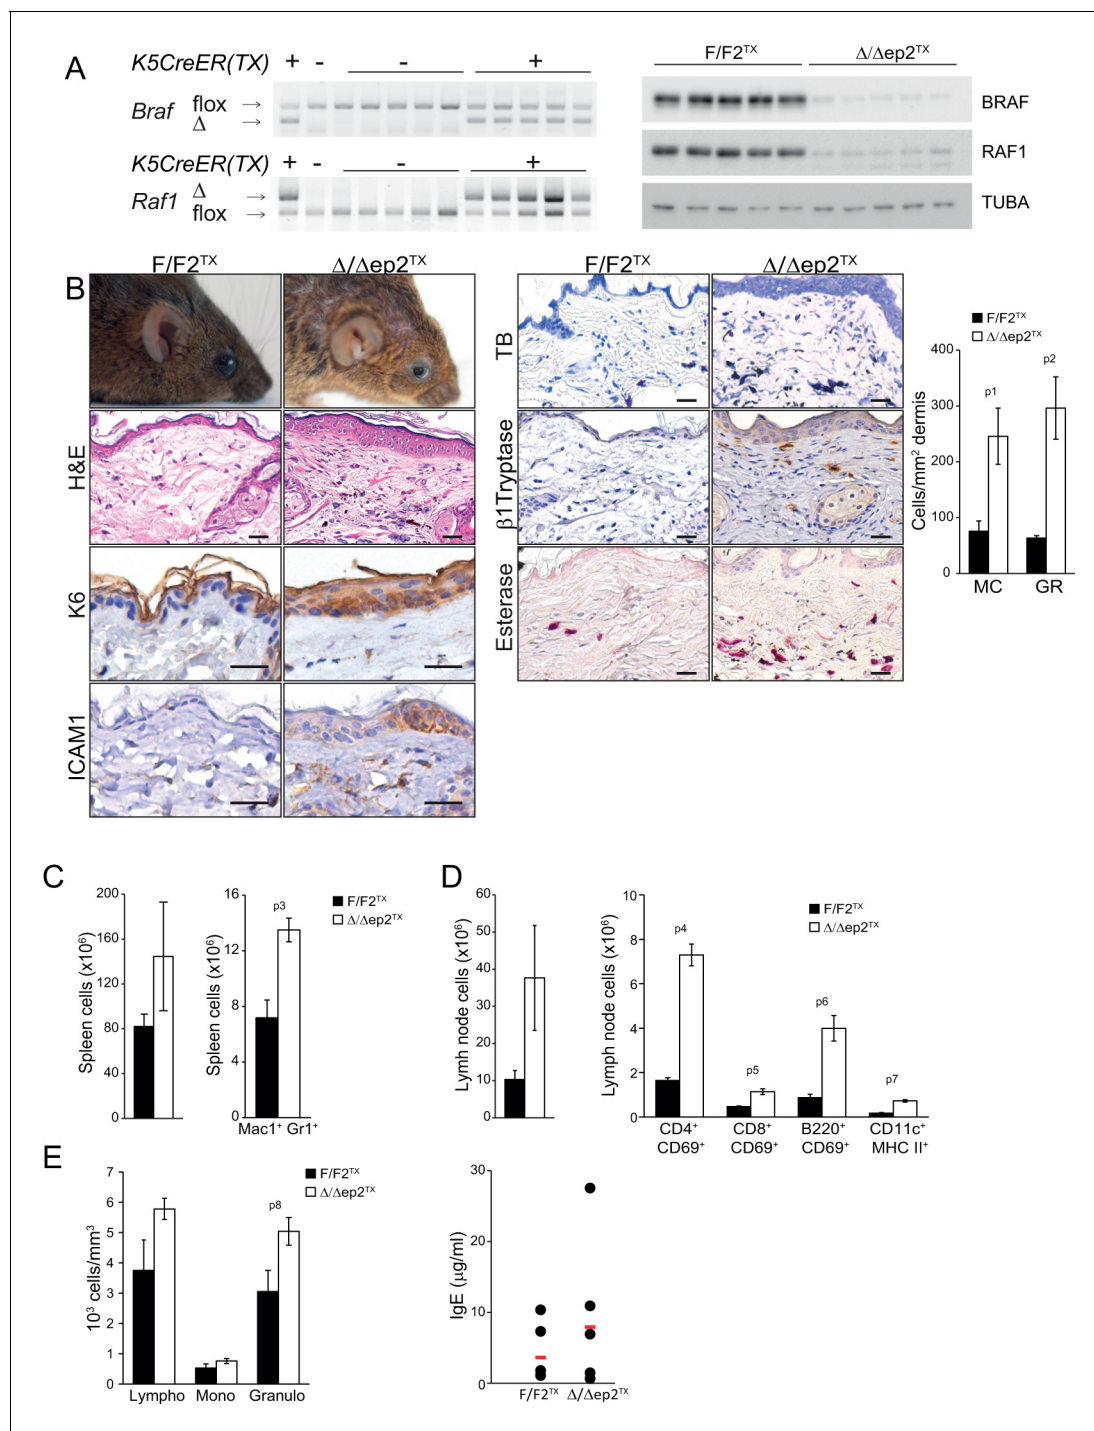 A
K5CreER(TX) + - - +
Braf flox →
Δ →
K5CreER(TX) + - - +
Raf1 Δ →
flox →
F/F2TX Δ/Δep2TX
BRAF
RAF1
TUBA
B
F/F2TX Δ/Δep2TX
H&E
K6
ICAM1
F/F2TX Δ/Δep2TX
TB
β1Tryptase
Esterase
F/F2TX
Δ/Δep2TX
Cells/mm2 dermis
400
300
200
100
0
p1
p2
MC GR
C
Spleen cells (x106)
200
160
120
80
40
0
Spleen cells (x106)
16
12
8
4
0
p3
Mac1+ Gr1+
F/F2TX
Δ/Δep2TX
D
Lymh node cells (x106)
60
50
40
30
20
10
0
Lymph node cells (x106)
10
8
6
4
2
0
F/F2TX
Δ/Δep2TX
p4
p5
p6
p7
CD4+ CD8+ B220+ CD11c+
CD69+ CD69+ CD69+ MHC II+
E
103 cells/mm3
7
6
5
4
3
2
1
0
F/F2TX
Δ/Δep2TX
p8
Lympho Mono Granulo
IgE (μg/ml)
30
20
10
0
F/F2TX Δ/Δep2TX